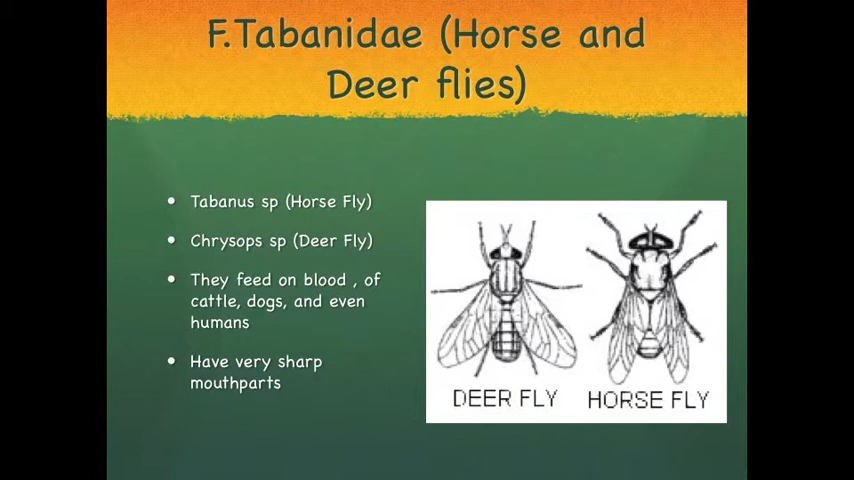 F.Tabanidae (Horse and
Deer flies)
• Tabanus sp (Horse Fly)
• Chrysops sp (Deer Fly)
• They feed on blood , of
cattle, dogs, and even
humans
• Have very sharp
mouthparts
DEER FLY
HORSE FLY